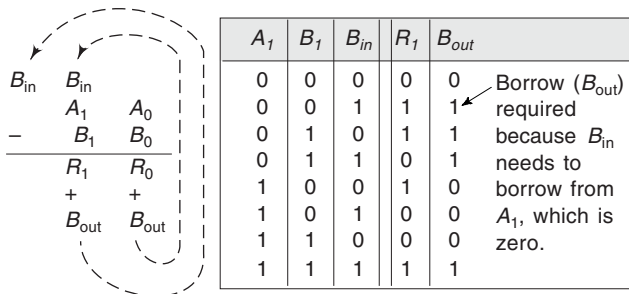 B_in B_in
A_1 A_0
– B_1 B_0
R_1 R_0
+ +
B_out B_out
A_1 B_1 B_in R_1 B_out
0 0 0 0 0
0 0 1 1 1
0 1 0 1 1
0 1 1 0 1
1 0 0 1 0
1 0 1 0 0
1 1 0 0 0
1 1 1 1 1
Borrow (B_out)
required
because B_in
needs to
borrow from
A_1, which is
zero.